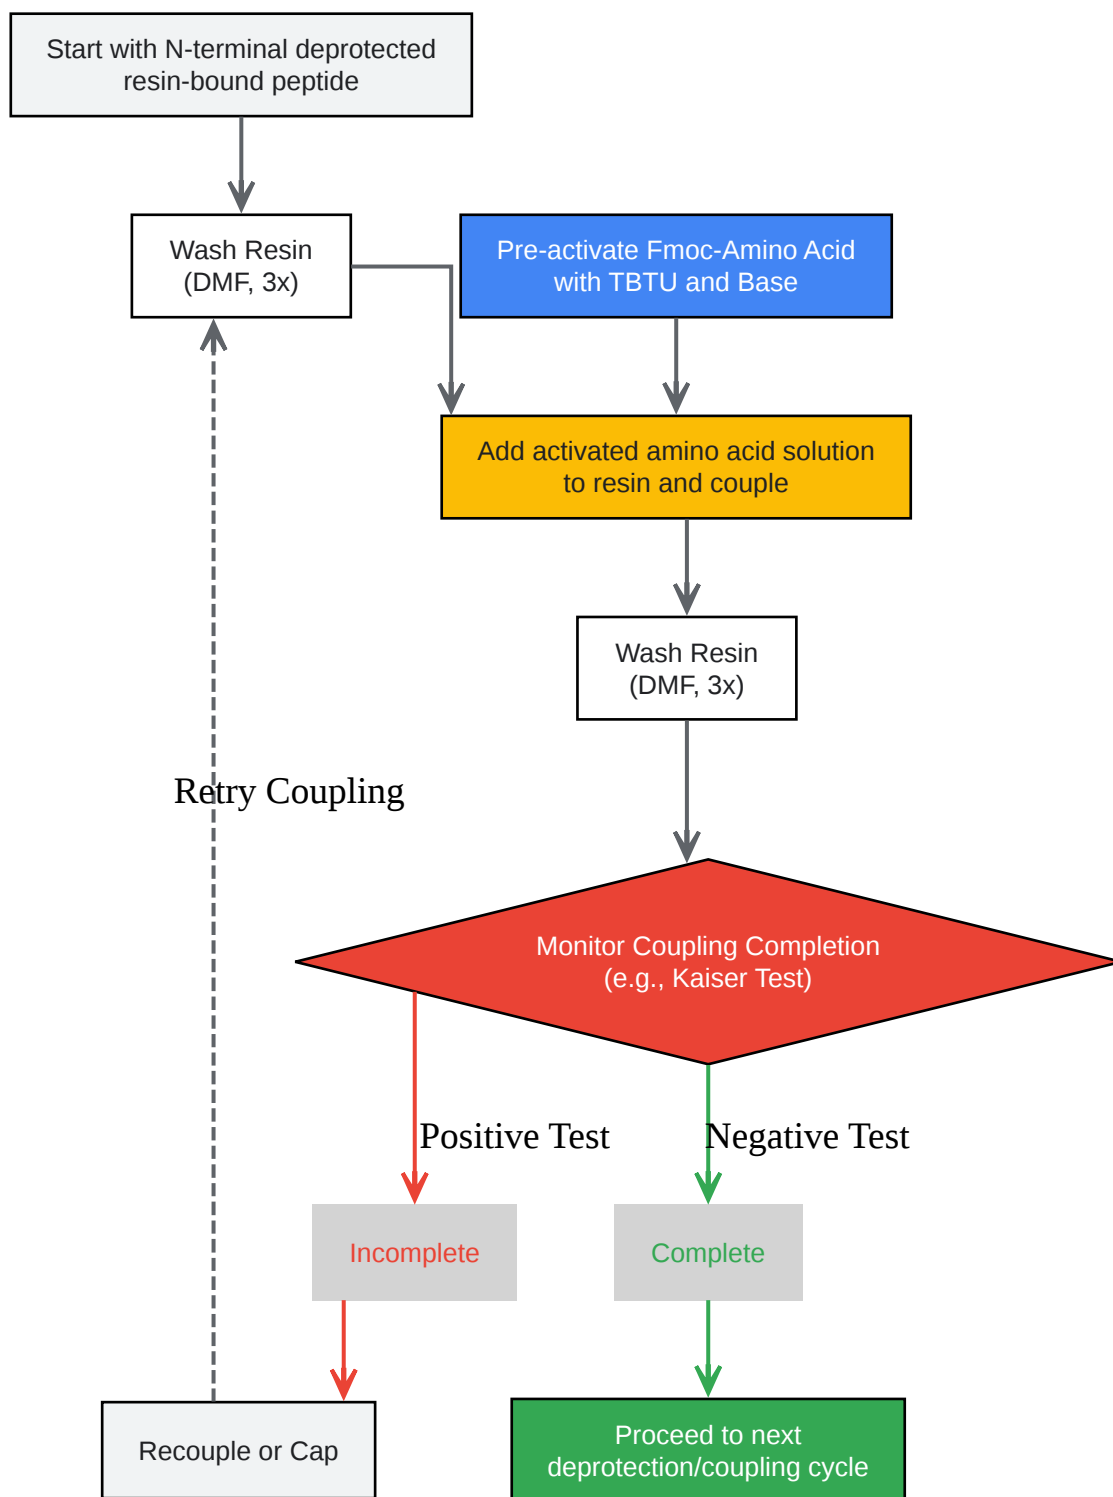 Start with N-terminal deprotected
resin-bound peptide
Wash Resin
(DMF, 3x)
Pre-activate Fmoc-Amino Acid
with TBTU and Base
Add activated amino acid solution
to resin and couple
Wash Resin
(DMF, 3x)
Retry Coupling
Monitor Coupling Completion
(e.g., Kaiser Test)
Positive Test
Negative Test
Incomplete
Complete
Recouple or Cap
Proceed to next
deprotection/coupling cycle